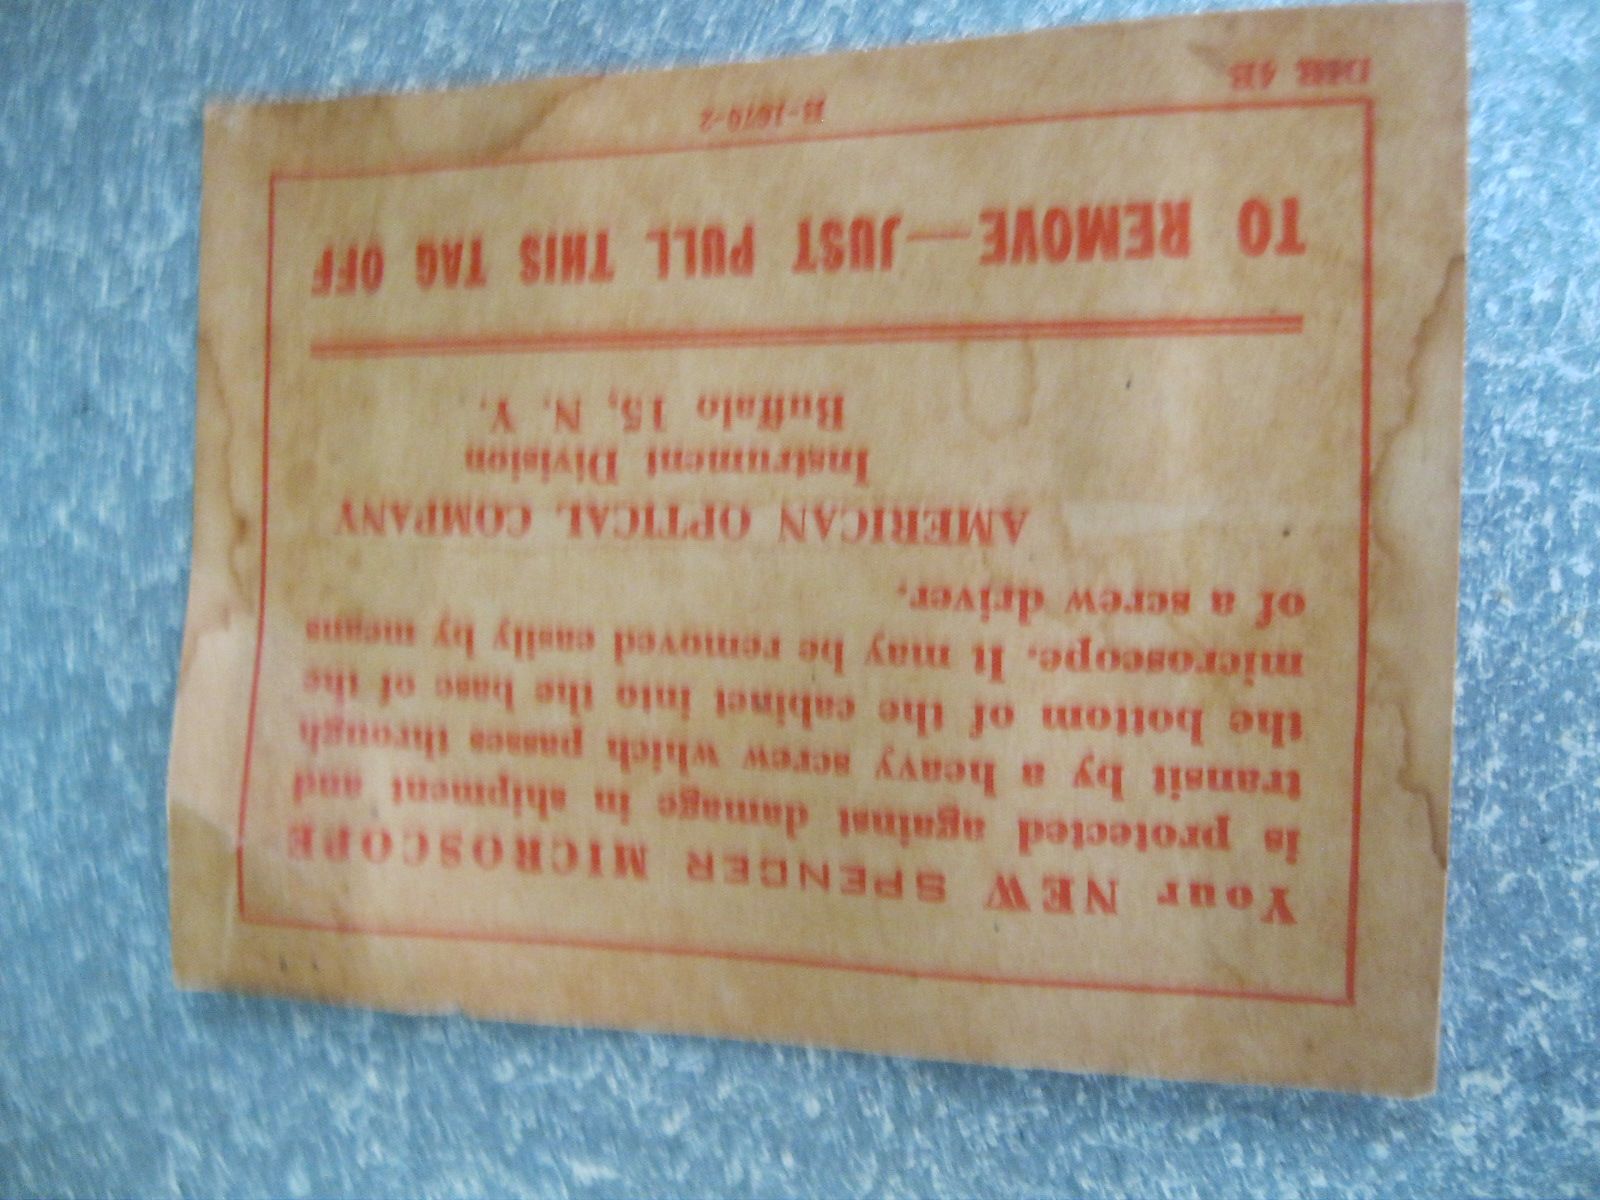 Your NEW SPENCER MICROSCOPE
is protected against damage in shipment and
transit by a heavy screw which passes through
the bottom of the cabinet into the base of the
microscope. It may be removed easily by means
of a screw driver.
AMERICAN OPTICAL COMPANY
Instrument Division
Buffalo 15, N. Y.
TO REMOVE—JUST PULL THIS TAG OFF